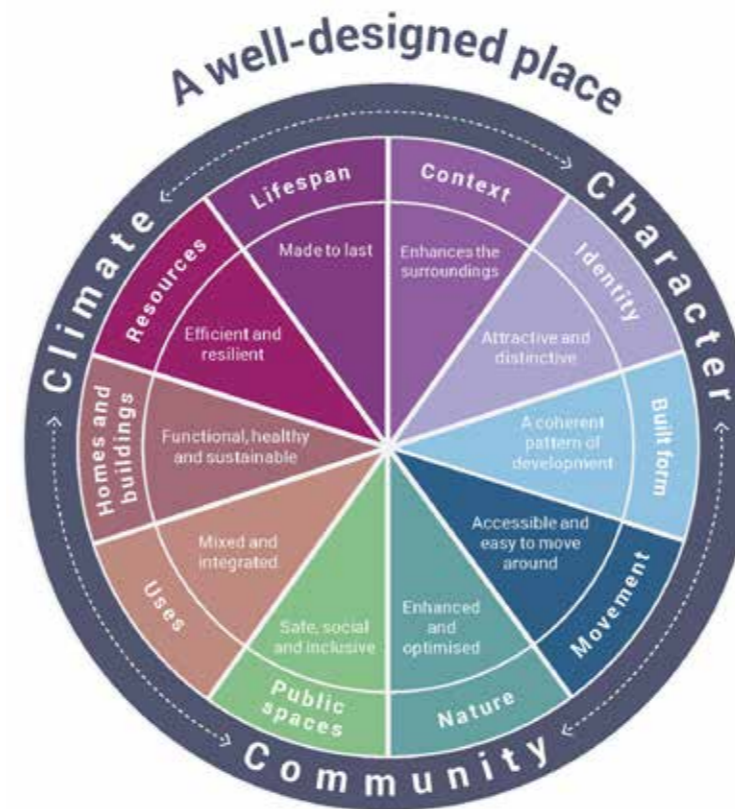 A well-designed place
Climate
Character
Community
Context
Enhances the
surroundings
Identity
Attractive and
distinctive
Built form
A coherent
pattern of
development
Movement
Accessible and
easy to move
around
Nature
Enhanced
and
optimised
Public
spaces
Safe, social
and inclusive
Uses
Mixed and
integrated
Homes and
buildings
Functional, healthy
and sustainable
Resources
Efficient and
resilient
Lifespan
Made to last